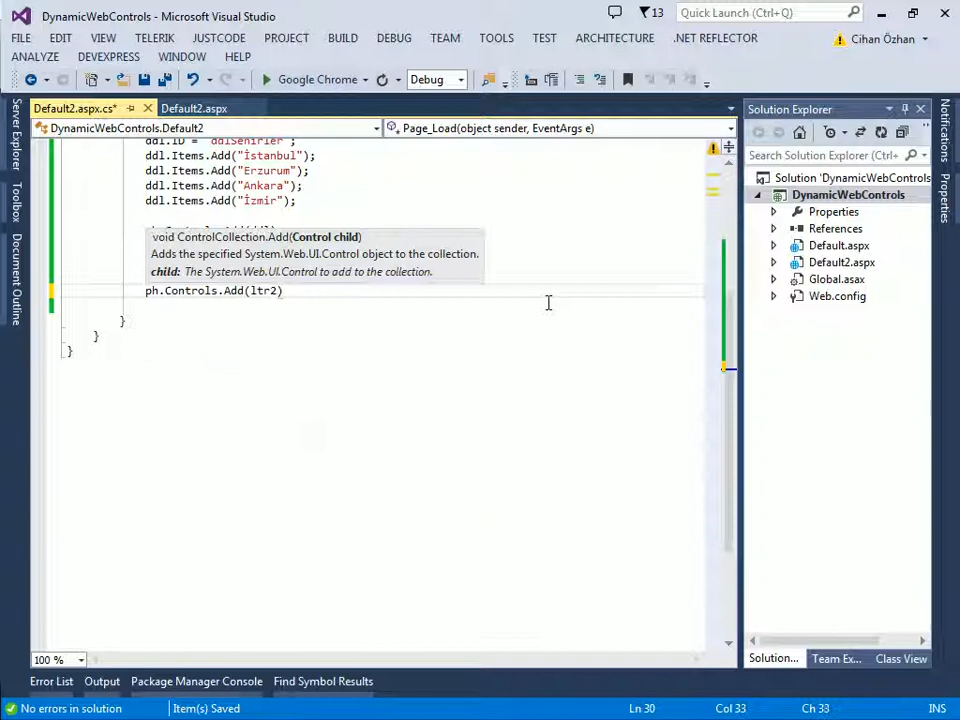 DynamicWebControls - Microsoft Visual Studio
13
Quick Launch (Ctrl+Q)
FILE EDIT VIEW TELERIK JUSTCODE PROJECT BUILD DEBUG TEAM TOOLS TEST ARCHITECTURE .NET REFLECTOR
Cihan Özhan
ANALYZE DEVEXPRESS WINDOW HELP
Google Chrome
Debug
Default2.aspx.cs*
Default2.aspx
DynamicWebControls.Default2
Page_Load(object sender, EventArgs e)
Server Explorer
Toolbox
Document Outline
ddl.ID = "ddlSehirler";
ddl.Items.Add("İstanbul");
ddl.Items.Add("Erzurum");
ddl.Items.Add("Ankara");
ddl.Items.Add("İzmir");
void ControlCollection.Add(Control child)
Adds the specified System.Web.UI.Control object to the collection.
child: The System.Web.UI.Control to add to the collection.
ph.Controls.Add(ltr2)
}
}
}
100 %
Solution Explorer
Search Solution Explorer (Ctrl+
Solution 'DynamicWebControls'
DynamicWebControls
Properties
References
Default.aspx
Default2.aspx
Global.asax
Web.config
Solution...
Team Ex...
Class View
Notifications
Properties
Error List
Output
Package Manager Console
Find Symbol Results
No errors in solution
Item(s) Saved
Ln 30
Col 33
Ch 33
INS